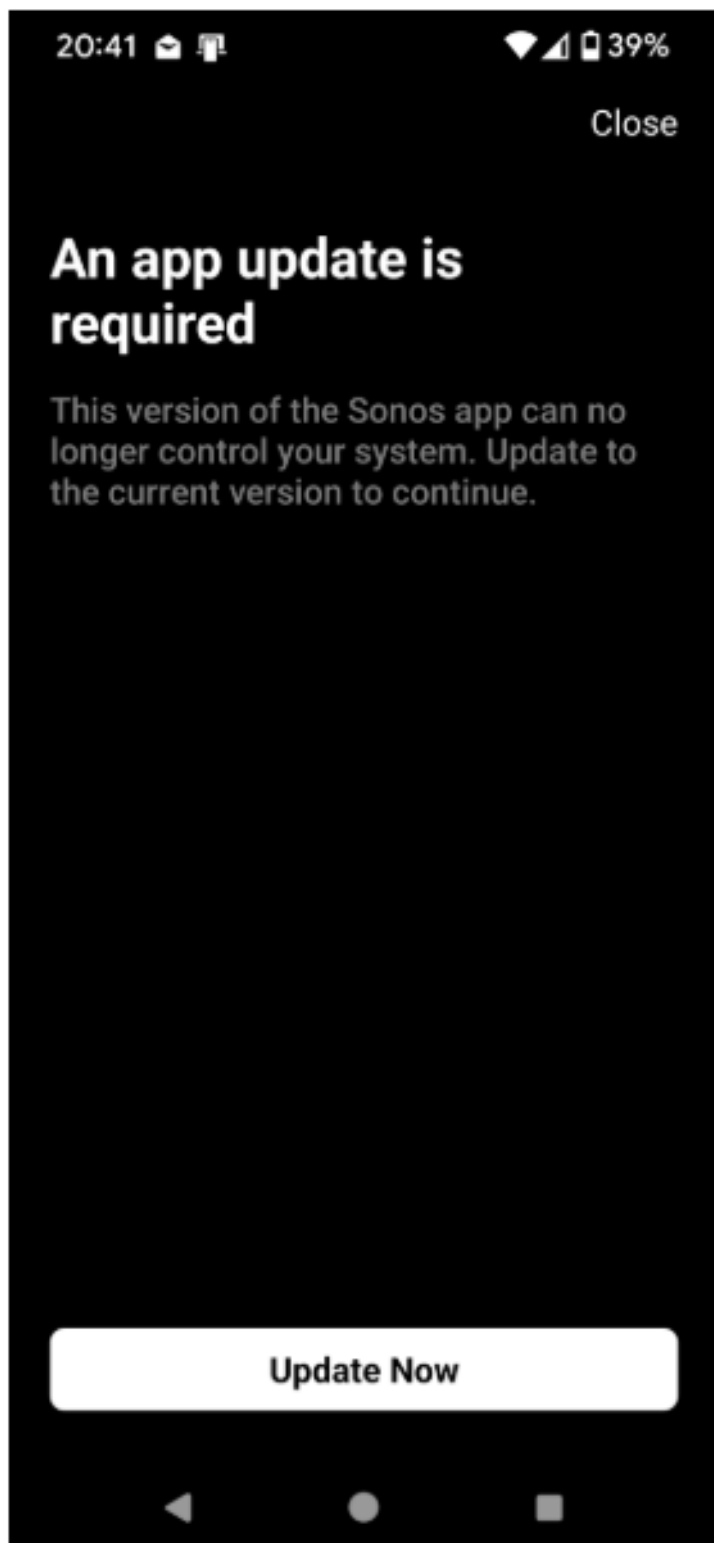 20:41 39%
Close
An app update is
required
This version of the Sonos app can no
longer control your system. Update to
the current version to continue.
Update Now